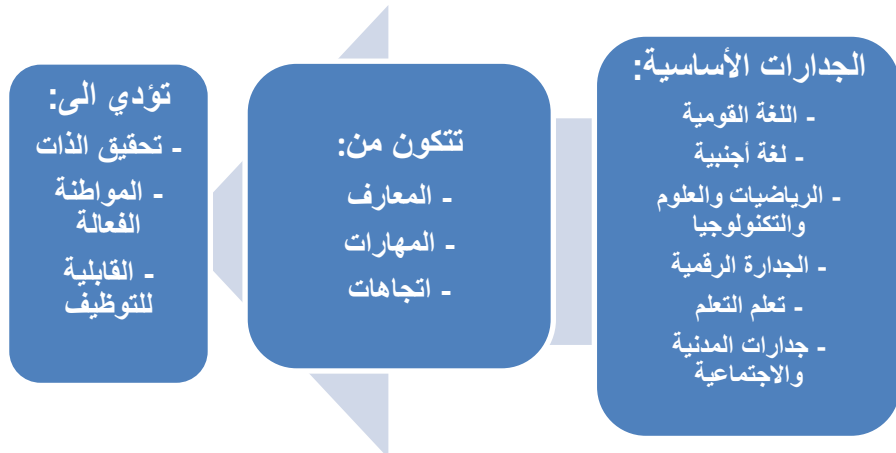 الجدارات الأساسية:
- اللغة القومية
- لغة أجنبية
- الرياضيات والعلوم
والتكنولوجيا
- الجدارة الرقمية
- تعلم التعلم
- جدارات المدنية
والاجتماعية
تتكون من:
- المعارف
- المهارات
- اتجاهات
تؤدي الى:
- تحقيق الذات
- المواطنة
الفعالة
- القابلية
للتوظيف